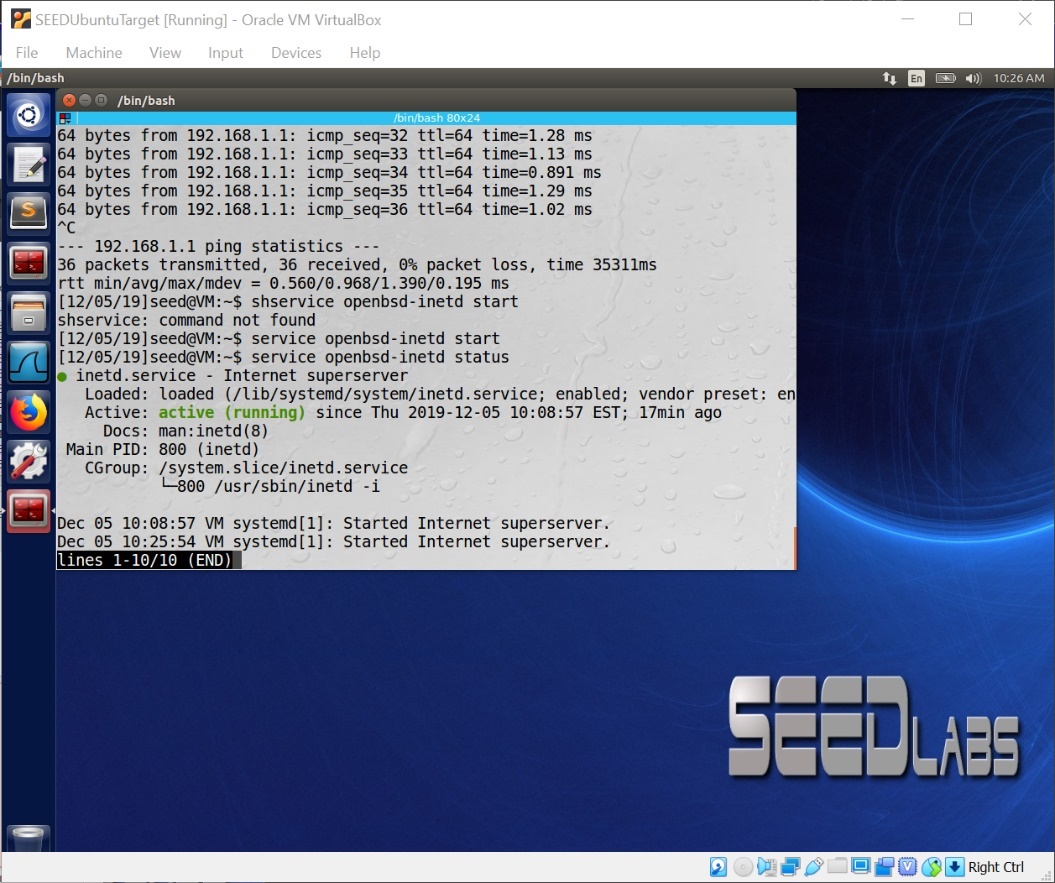 SEEDUbuntuTarget [Running] - Oracle VM VirtualBox
File Machine View Input Devices Help
/bin/bash En 10:26 AM
/bin/bash
/bin/bash 80x24
64 bytes from 192.168.1.1: icmp_seq=32 ttl=64 time=1.28 ms
64 bytes from 192.168.1.1: icmp_seq=33 ttl=64 time=1.13 ms
64 bytes from 192.168.1.1: icmp_seq=34 ttl=64 time=0.891 ms
64 bytes from 192.168.1.1: icmp_seq=35 ttl=64 time=1.29 ms
64 bytes from 192.168.1.1: icmp_seq=36 ttl=64 time=1.02 ms
^C
--- 192.168.1.1 ping statistics ---
36 packets transmitted, 36 received, 0% packet loss, time 35311ms
rtt min/avg/max/mdev = 0.560/0.968/1.390/0.195 ms
[12/05/19]seed@VM:~$ shservice openbsd-inetd start
shservice: command not found
[12/05/19]seed@VM:~$ service openbsd-inetd start
[12/05/19]seed@VM:~$ service openbsd-inetd status
● inetd.service - Internet superserver
Loaded: loaded (/lib/systemd/system/inetd.service; enabled; vendor preset: en
Active: active (running) since Thu 2019-12-05 10:08:57 EST; 17min ago
Docs: man:inetd(8)
Main PID: 800 (inetd)
CGroup: /system.slice/inetd.service
└─800 /usr/sbin/inetd -i
Dec 05 10:08:57 VM systemd[1]: Started Internet superserver.
Dec 05 10:25:54 VM systemd[1]: Started Internet superserver.
lines 1-10/10 (END)
SEEDLABS
Right Ctrl